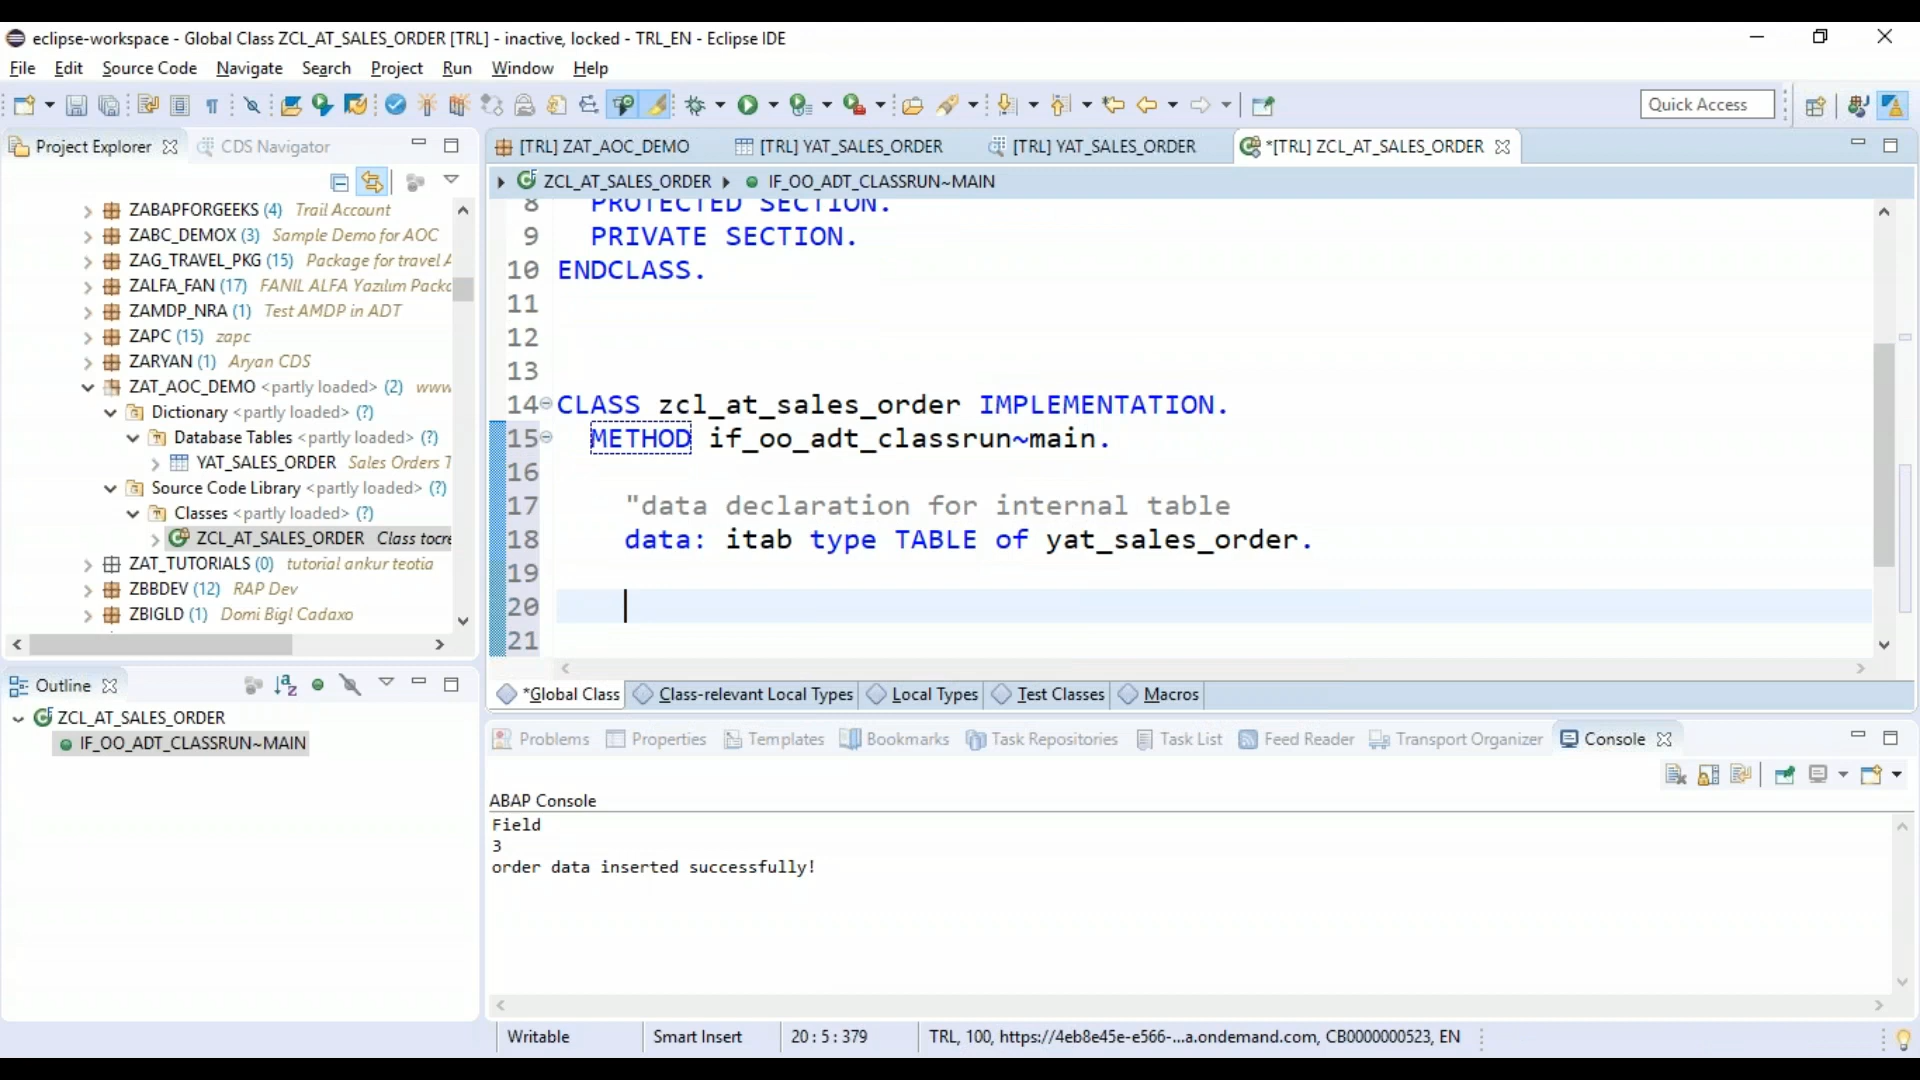 eclipse-workspace - Global Class ZCL_AT_SALES_ORDER [TRL] - inactive, locked - TRL_EN - Eclipse IDE
File Edit Source Code Navigate Search Project Run Window Help
Quick Access
Project Explorer CDS Navigator
[TRL] ZAT_AOC_DEMO [TRL] YAT_SALES_ORDER [TRL] YAT_SALES_ORDER *[TRL] ZCL_AT_SALES_ORDER
ZCL_AT_SALES_ORDER IF_OO_ADT_CLASSRUN~MAIN
ZABAPFORGEEKS (4) Trail Account
ZABC_DEMOX (3) Sample Demo for AOC
ZAG_TRAVEL_PKG (15) Package for travel A
ZALFA_FAN (17) FANIL ALFA Yazılım Packa
ZAMDP_NRA (1) Test AMDP in ADT
ZAPC (15) zapc
ZARYAN (1) Aryan CDS
ZAT_AOC_DEMO <partly loaded> (2) www
Dictionary <partly loaded> (?)
Database Tables <partly loaded> (?)
YAT_SALES_ORDER Sales Orders T
Source Code Library <partly loaded> (?)
Classes <partly loaded> (?)
ZCL_AT_SALES_ORDER Class tocre
ZAT_TUTORIALS (0) tutorial ankur teotia
ZBBDEV (12) RAP Dev
ZBIGLD (1) Domi Bigl Cadaxo
8 PROTECTED SECTION.
9 PRIVATE SECTION.
10 ENDCLASS.
11
12
13
14 CLASS zcl_at_sales_order IMPLEMENTATION.
15 METHOD if_oo_adt_classrun~main.
16
17 "data declaration for internal table
18 data: itab type TABLE of yat_sales_order.
19
20
21
*Global Class Class-relevant Local Types Local Types Test Classes Macros
Outline
ZCL_AT_SALES_ORDER
IF_OO_ADT_CLASSRUN~MAIN
Problems Properties Templates Bookmarks Task Repositories Task List Feed Reader Transport Organizer Console
ABAP Console
Field
3
order data inserted successfully!
Writable Smart Insert 20 : 5 : 379 TRL, 100, https://4eb8e45e-e566-...a.ondemand.com, CB0000000523, EN